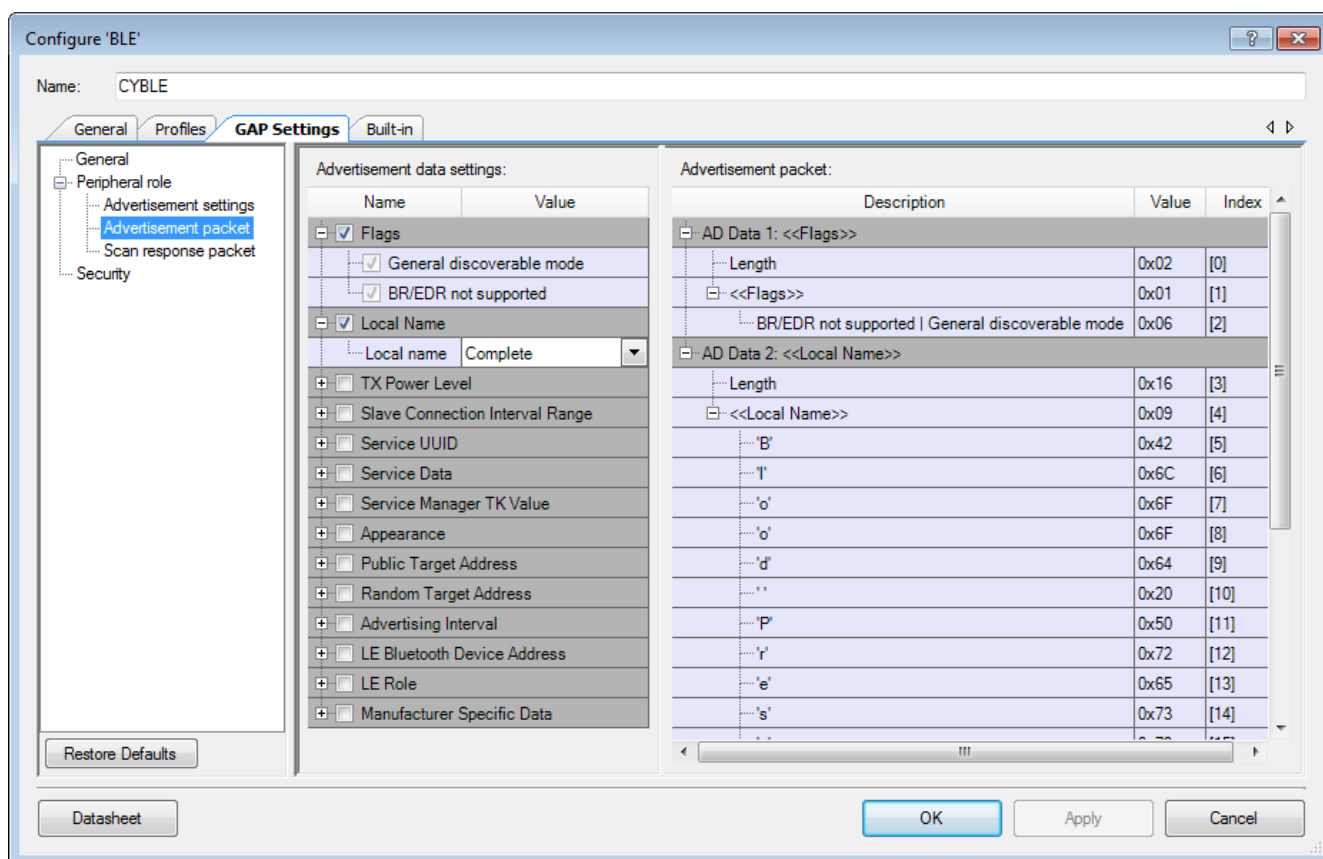 Configure 'BLE'
Name: CYBLE
General Profiles GAP Settings Built-in
General
Peripheral role
Advertisement settings
Advertisement packet
Scan response packet
Security
Restore Defaults
Advertisement data settings:
Name Value
Flags
General discoverable mode
BR/EDR not supported
Local Name
Local name Complete
TX Power Level
Slave Connection Interval Range
Service UUID
Service Data
Service Manager TK Value
Appearance
Public Target Address
Random Target Address
Advertising Interval
LE Bluetooth Device Address
LE Role
Manufacturer Specific Data
Advertisement packet:
Description Value Index
AD Data 1: <<Flags>>
Length 0x02 [0]
<<Flags>> 0x01 [1]
BR/EDR not supported | General discoverable mode 0x06 [2]
AD Data 2: <<Local Name>>
Length 0x16 [3]
<<Local Name>> 0x09 [4]
'B' 0x42 [5]
'l' 0x6C [6]
'o' 0x6F [7]
'o' 0x6F [8]
'd' 0x64 [9]
' ' 0x20 [10]
'P' 0x50 [11]
'r' 0x72 [12]
'e' 0x65 [13]
's' 0x73 [14]
Datasheet OK Apply Cancel